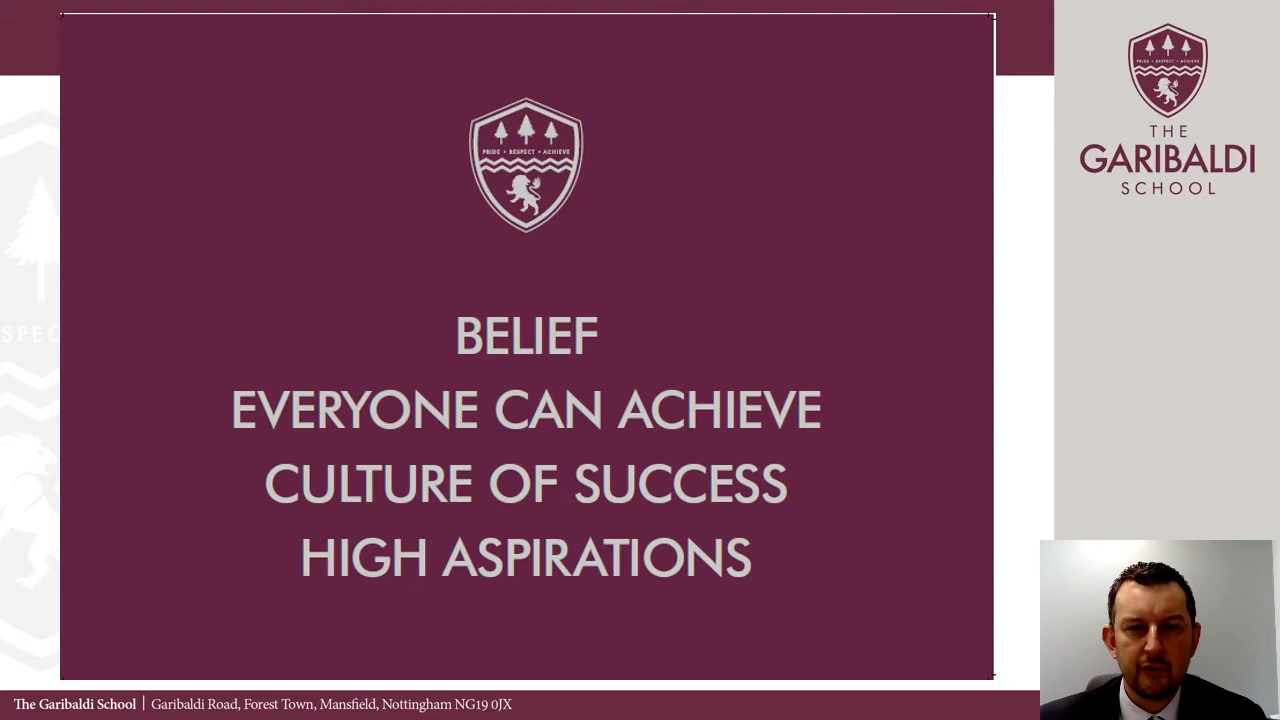 PRIDE • RESPECT • ACHIEVE
BELIEF
EVERYONE CAN ACHIEVE
CULTURE OF SUCCESS
HIGH ASPIRATIONS
PRIDE • RESPECT • ACHIEVE
THE
GARIBALDI
SCHOOL
SPEC
The Garibaldi School | Garibaldi Road, Forest Town, Mansfield, Nottingham NG19 0JX